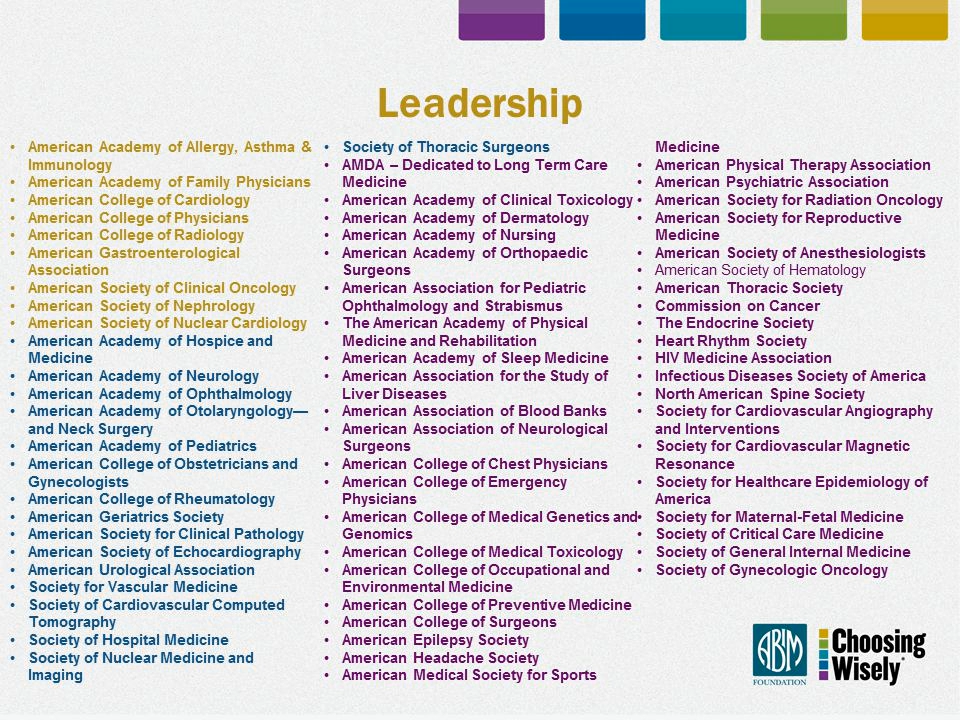 Leadership
• American Academy of Allergy, Asthma &
Immunology
• American Academy of Family Physicians
• American College of Cardiology
• American College of Physicians
• American College of Radiology
• American Gastroenterological
Association
• American Society of Clinical Oncology
• American Society of Nephrology
• American Society of Nuclear Cardiology
• American Academy of Hospice and
Medicine
• American Academy of Neurology
• American Academy of Ophthalmology
• American Academy of Otolaryngology—
and Neck Surgery
• American Academy of Pediatrics
• American College of Obstetricians and
Gynecologists
• American College of Rheumatology
• American Geriatrics Society
• American Society for Clinical Pathology
• American Society of Echocardiography
• American Urological Association
• Society for Vascular Medicine
• Society of Cardiovascular Computed
Tomography
• Society of Hospital Medicine
• Society of Nuclear Medicine and
Imaging
• Society of Thoracic Surgeons
• AMDA – Dedicated to Long Term Care
Medicine
• American Academy of Clinical Toxicology
• American Academy of Dermatology
• American Academy of Nursing
• American Academy of Orthopaedic
Surgeons
• American Association for Pediatric
Ophthalmology and Strabismus
• The American Academy of Physical
Medicine and Rehabilitation
• American Academy of Sleep Medicine
• American Association for the Study of
Liver Diseases
• American Association of Blood Banks
• American Association of Neurological
Surgeons
• American College of Chest Physicians
• American College of Emergency
Physicians
• American College of Medical Genetics and
Genomics
• American College of Medical Toxicology
• American College of Occupational and
Environmental Medicine
• American College of Preventive Medicine
• American College of Surgeons
• American Epilepsy Society
• American Headache Society
• American Medical Society for Sports
Medicine
• American Physical Therapy Association
• American Psychiatric Association
• American Society for Radiation Oncology
• American Society for Reproductive
Medicine
• American Society of Anesthesiologists
• American Society of Hematology
• American Thoracic Society
• Commission on Cancer
• The Endocrine Society
• Heart Rhythm Society
• HIV Medicine Association
• Infectious Diseases Society of America
• North American Spine Society
• Society for Cardiovascular Angiography
and Interventions
• Society for Cardiovascular Magnetic
Resonance
• Society for Healthcare Epidemiology of
America
• Society for Maternal-Fetal Medicine
• Society of Critical Care Medicine
• Society of General Internal Medicine
• Society of Gynecologic Oncology
ABIM
FOUNDATION
Choosing
Wisely®